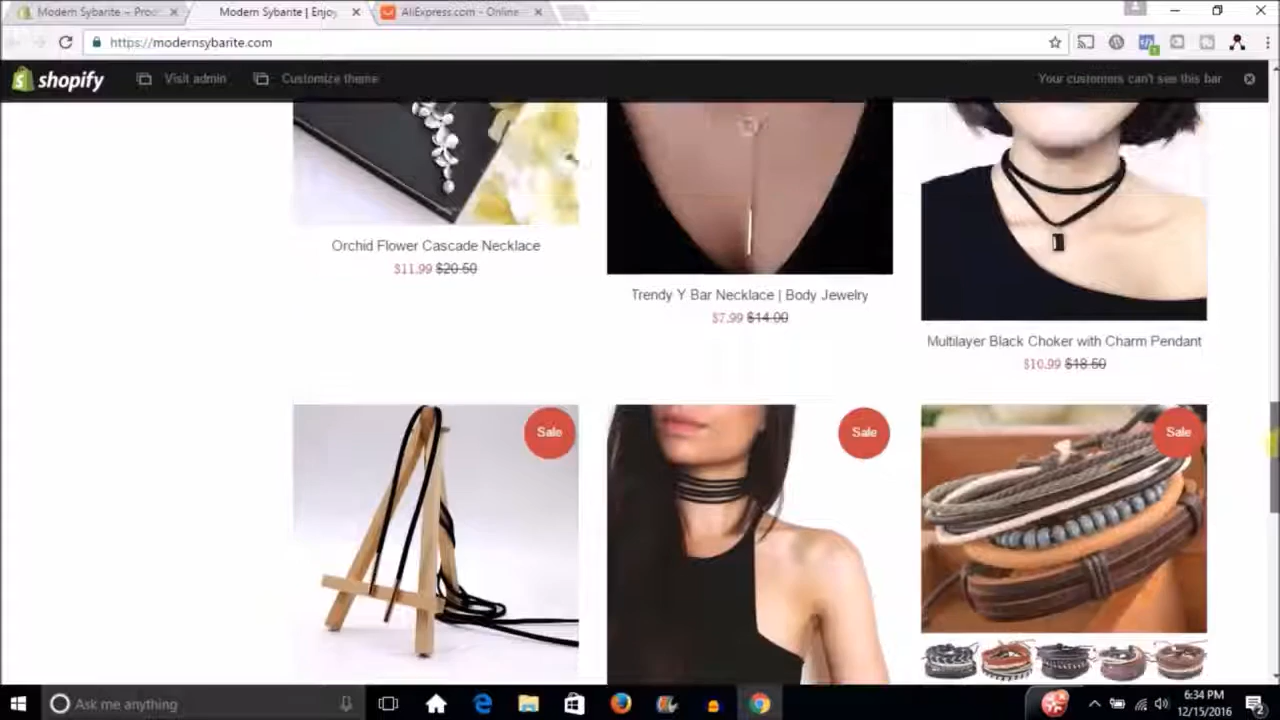 Modern Sybarite ~ Prod
Modern Sybarite | Enjoy
AliExpress.com - Online
https://modernsybarite.com
shopify
Visit admin
Customize theme
Your customers can't see this bar
Orchid Flower Cascade Necklace
$11.99 $20.50
Trendy Y Bar Necklace | Body Jewelry
$7.99 $14.00
Multilayer Black Choker with Charm Pendant
$10.99 $18.50
Sale
Sale
Sale
Ask me anything
6:34 PM
12/15/2016
2